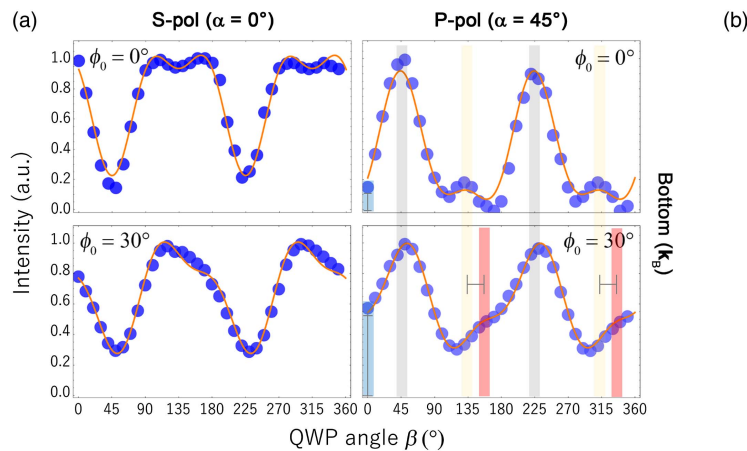 (a)
S-pol (α = 0°)
P-pol (α = 45°)
(b)
Intensity (a.u.)
1.0
0.8
0.6
0.4
0.2
0.0
ϕ₀ = 0°
ϕ₀ = 0°
1.0
0.8
0.6
0.4
0.2
0.0
ϕ₀ = 30°
ϕ₀ = 30°
Bottom (k_B)
0 45 90 135 180 225 270 315 360
0 45 90 135 180 225 270 315 360
QWP angle β (°)